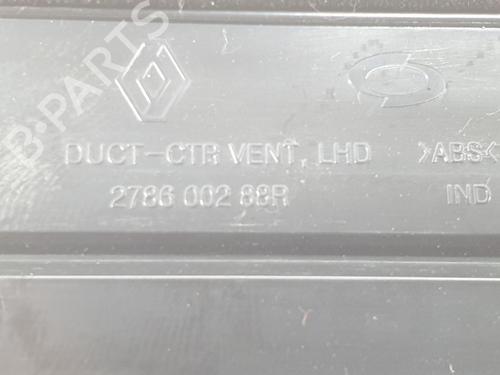 B-PARTS
DUCT-CTR VENT, LHD >ABS<
2786 002 88R IND